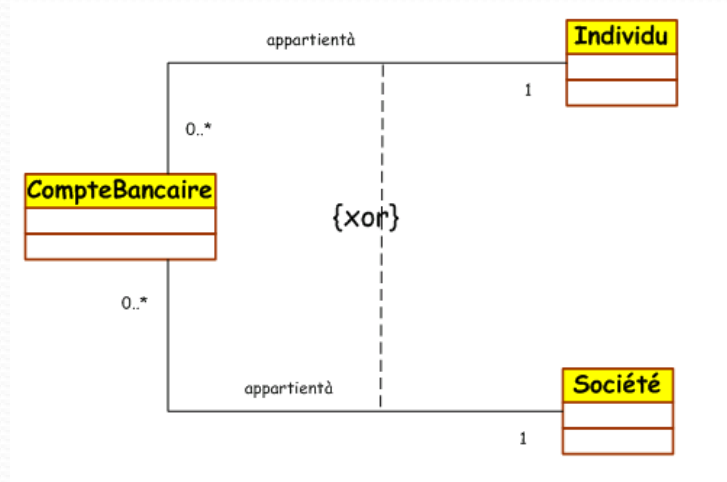 appartientà
Individu
1
0..*
CompteBancaire
{xor}
0..*
appartientà
Société
1